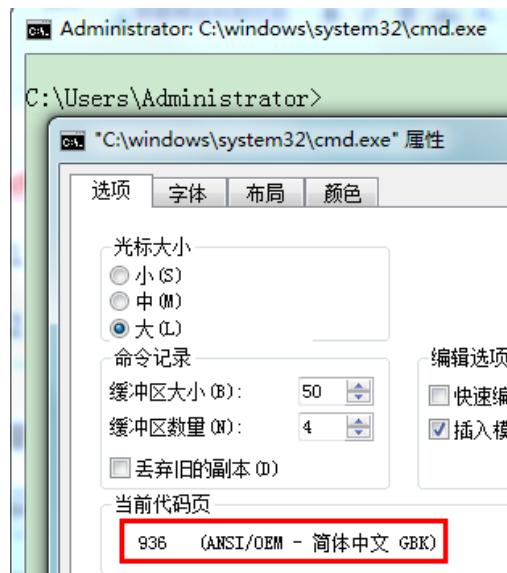 Administrator: C:\windows\system32\cmd.exe
C:\Users\Administrator>
"C:\windows\system32\cmd.exe" 属性
选项 字体 布局 颜色
光标大小
小(S)
中(M)
大(L)
命令记录
缓冲区大小(B): 50
缓冲区数量(N): 4
丢弃旧的副本(D)
编辑选项
快速编
插入模
当前代码页
936 (ANSI/OEM - 简体中文 GBK)